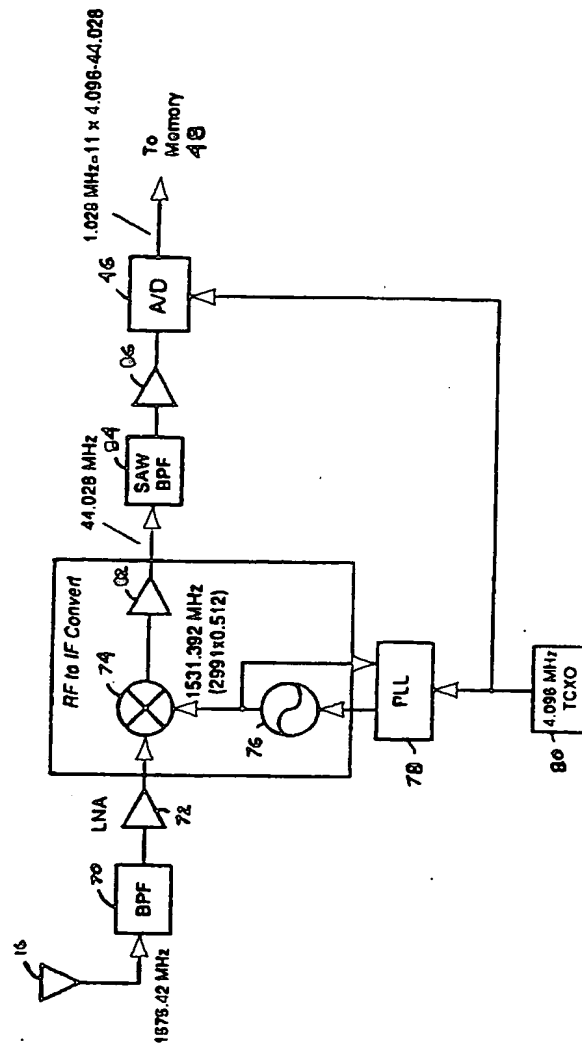 16
1575.42 MHz
70
BPF
LNA
72
RF to IF Convert
74
82
1531.392 MHz
(2991x0.512)
76
PLL
78
4.096 MHz
TCXO
80
44.028 MHz
84
SAW
BPF
86
46
A/D
1.028 MHz=11 x 4.096-44.028
To
Memory
48